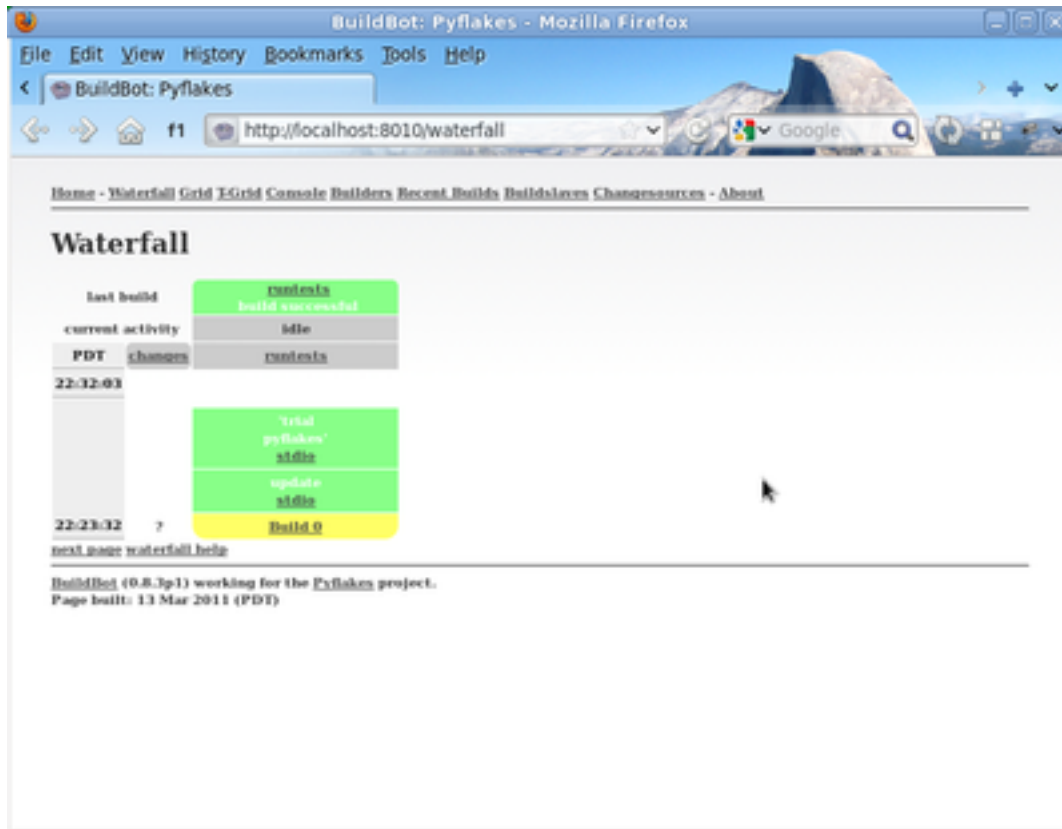 BuildBot: Pyflakes - Mozilla Firefox
File Edit View History Bookmarks Tools Help
BuildBot: Pyflakes
f1 http://localhost:8010/waterfall Google
Home - Waterfall Grid T-Grid Console Builders Recent Builds Buildslaves Changesources - About
Waterfall
last build runtests
build successful
current activity idle
PDT changes runtests
22:32:03
'trial
pyflakes'
stdio
update
stdio
22:23:32 ? Build 0
next page waterfall help
BuildBot (0.8.3p1) working for the Pyflakes project.
Page built: 13 Mar 2011 (PDT)